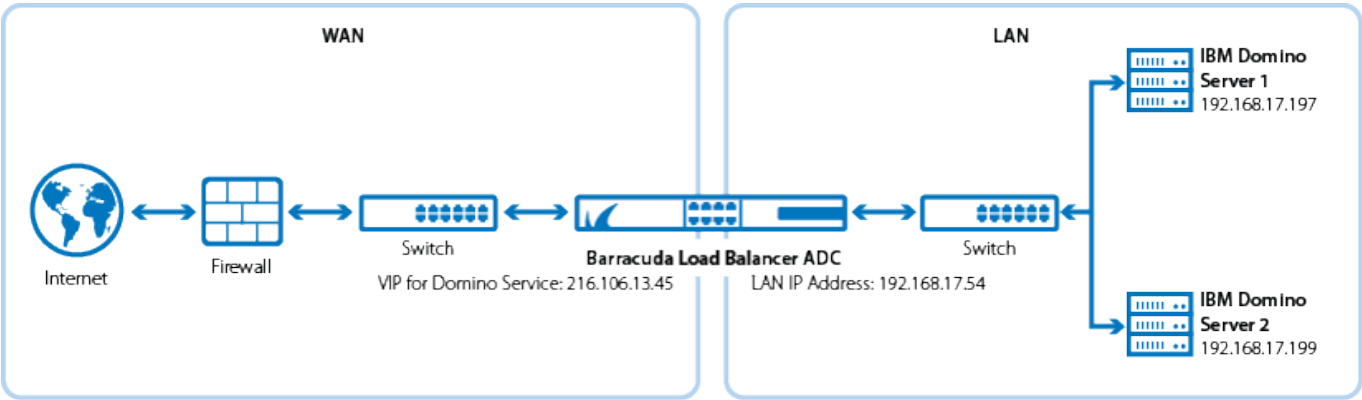 WAN
LAN
IBM Domino
Server 1
192.168.17.197
Internet
Firewall
Switch
Barracuda Load Balancer ADC
VIP for Domino Service: 216.106.13.45
LAN IP Address: 192.168.17.54
Switch
IBM Domino
Server 2
192.168.17.199